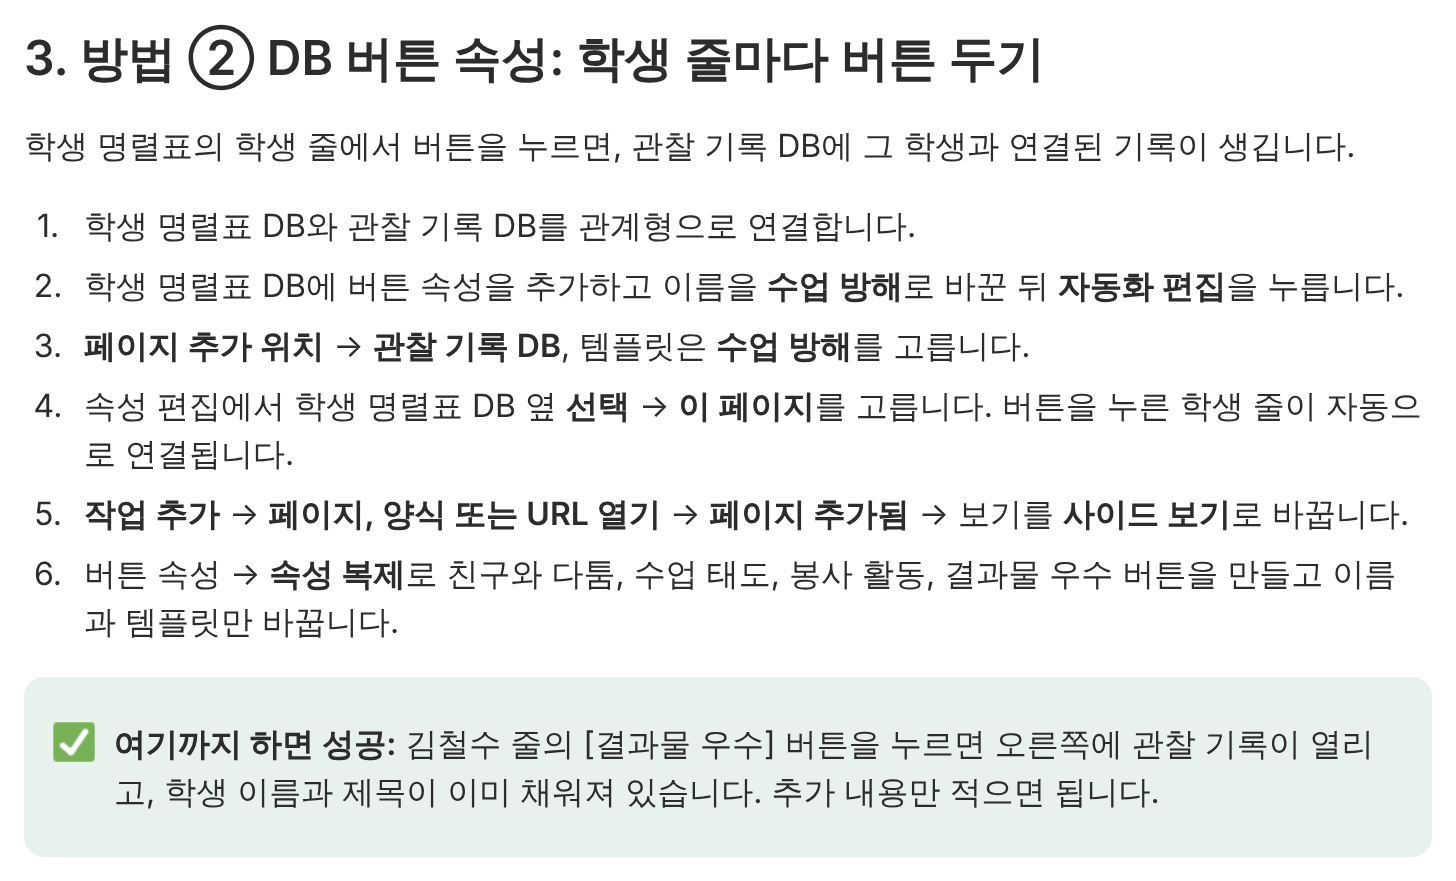 3. 방법 ② DB 버튼 속성: 학생 줄마다 버튼 두기
학생 명렬표의 학생 줄에서 버튼을 누르면, 관찰 기록 DB에 그 학생과 연결된 기록이 생깁니다.
1. 학생 명렬표 DB와 관찰 기록 DB를 관계형으로 연결합니다.
2. 학생 명렬표 DB에 버튼 속성을 추가하고 이름을 수업 방해로 바꾼 뒤 자동화 편집을 누릅니다.
3. 페이지 추가 위치 → 관찰 기록 DB, 템플릿은 수업 방해를 고릅니다.
4. 속성 편집에서 학생 명렬표 DB 옆 선택 → 이 페이지를 고릅니다. 버튼을 누른 학생 줄이 자동으
로 연결됩니다.
5. 작업 추가 → 페이지, 양식 또는 URL 열기 → 페이지 추가됨 → 보기를 사이드 보기로 바꿉니다.
6. 버튼 속성 → 속성 복제로 친구와 다툼, 수업 태도, 봉사 활동, 결과물 우수 버튼을 만들고 이름
과 템플릿만 바꿉니다.
✅ 여기까지 하면 성공: 김철수 줄의 [결과물 우수] 버튼을 누르면 오른쪽에 관찰 기록이 열리
고, 학생 이름과 제목이 이미 채워져 있습니다. 추가 내용만 적으면 됩니다.